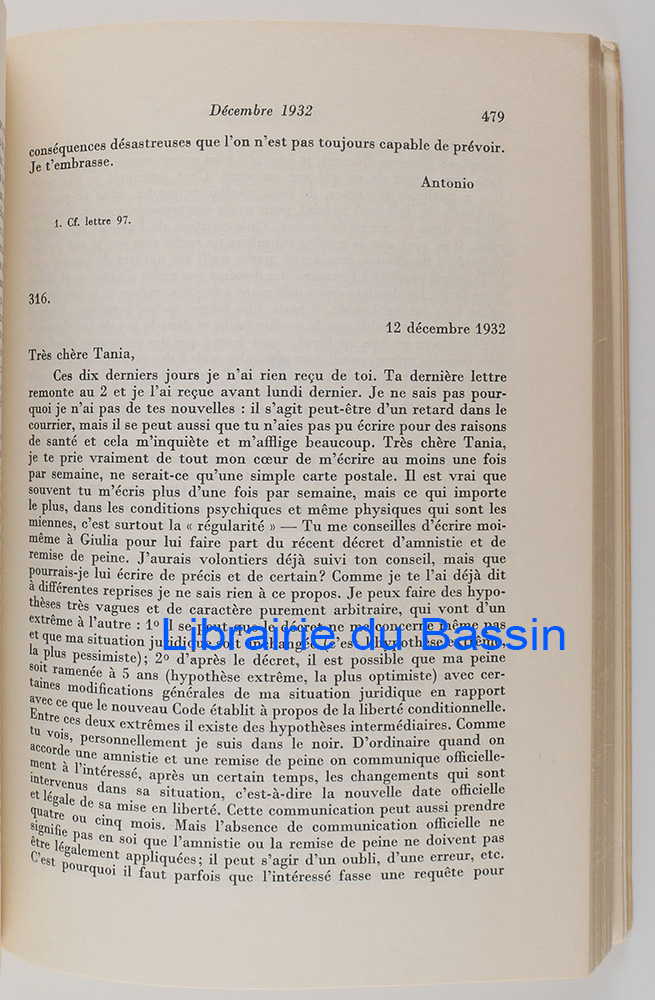 Décembre 1932
479
conséquences désastreuses que l'on n'est pas toujours capable de prévoir.
Je t'embrasse.
Antonio
1. Cf. lettre 97.
316.
12 décembre 1932
Très chère Tania,
Ces dix derniers jours je n'ai rien reçu de toi. Ta dernière lettre
remonte au 2 et je l'ai reçue avant lundi dernier. Je ne sais pas pour-
quoi je n'ai pas de tes nouvelles : il s'agit peut-être d'un retard dans le
courrier, mais il se peut aussi que tu n'aies pas pu écrire pour des raisons
de santé et cela m'inquiète et m'afflige beaucoup. Très chère Tania,
je te prie vraiment de tout mon cœur de m'écrire au moins une fois
par semaine, ne serait-ce qu'une simple carte postale. Il est vrai que
souvent tu m'écris plus d'une fois par semaine, mais ce qui importe
le plus, dans les conditions psychiques et même physiques qui sont les
miennes, c'est surtout la « régularité » — Tu me conseilles d'écrire moi-
même à Giulia pour lui faire part du récent décret d'amnistie et de
remise de peine. J'aurais volontiers déjà suivi ton conseil, mais que
pourrais-je lui écrire de précis et de certain? Comme je te l'ai déjà dit
à différentes reprises je ne sais rien à ce propos. Je peux faire des hypo-
thèses très vagues et de caractère purement arbitraire, qui vont d'un
extrême à l'autre : 1º Il se peut que le décret ne me concerne même pas
et que ma situation juridique soit inchangée (c'est l'hypothèse extrême,
Librairie du Bassin
la plus pessimiste); 2º d'après le décret, il est possible que ma peine
soit ramenée à 5 ans (hypothèse extrême, la plus optimiste) avec cer-
taines modifications générales de ma situation juridique en rapport
avec ce que le nouveau Code établit à propos de la liberté conditionnelle.
Entre ces deux extrêmes il existe des hypothèses intermédiaires. Comme
tu vois, personnellement je suis dans le noir. D'ordinaire quand on
accorde une amnistie et une remise de peine on communique officielle-
ment à l'intéressé, après un certain temps, les changements qui sont
intervenus dans sa situation, c'est-à-dire la nouvelle date officielle
et légale de sa mise en liberté. Cette communication peut aussi prendre
quatre ou cinq mois. Mais l'absence de communication officielle ne
signifie pas en soi que l'amnistie ou la remise de peine ne doivent pas
être légalement appliquées; il peut s'agir d'un oubli, d'une erreur, etc.
C'est pourquoi il faut parfois que l'intéressé fasse une requête pour